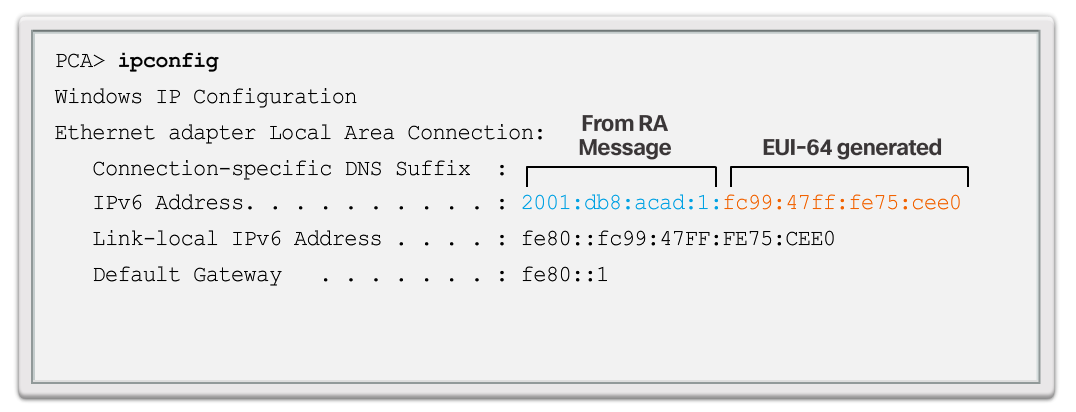 PCA> ipconfig
Windows IP Configuration
Ethernet adapter Local Area Connection:
From RA
Message
EUI-64 generated
Connection-specific DNS Suffix :
IPv6 Address. . . . . . . . . . : 2001:db8:acad:1:fc99:47ff:fe75:cee0
Link-local IPv6 Address . . . . : fe80::fc99:47FF:FE75:CEE0
Default Gateway . . . . . . . : fe80::1